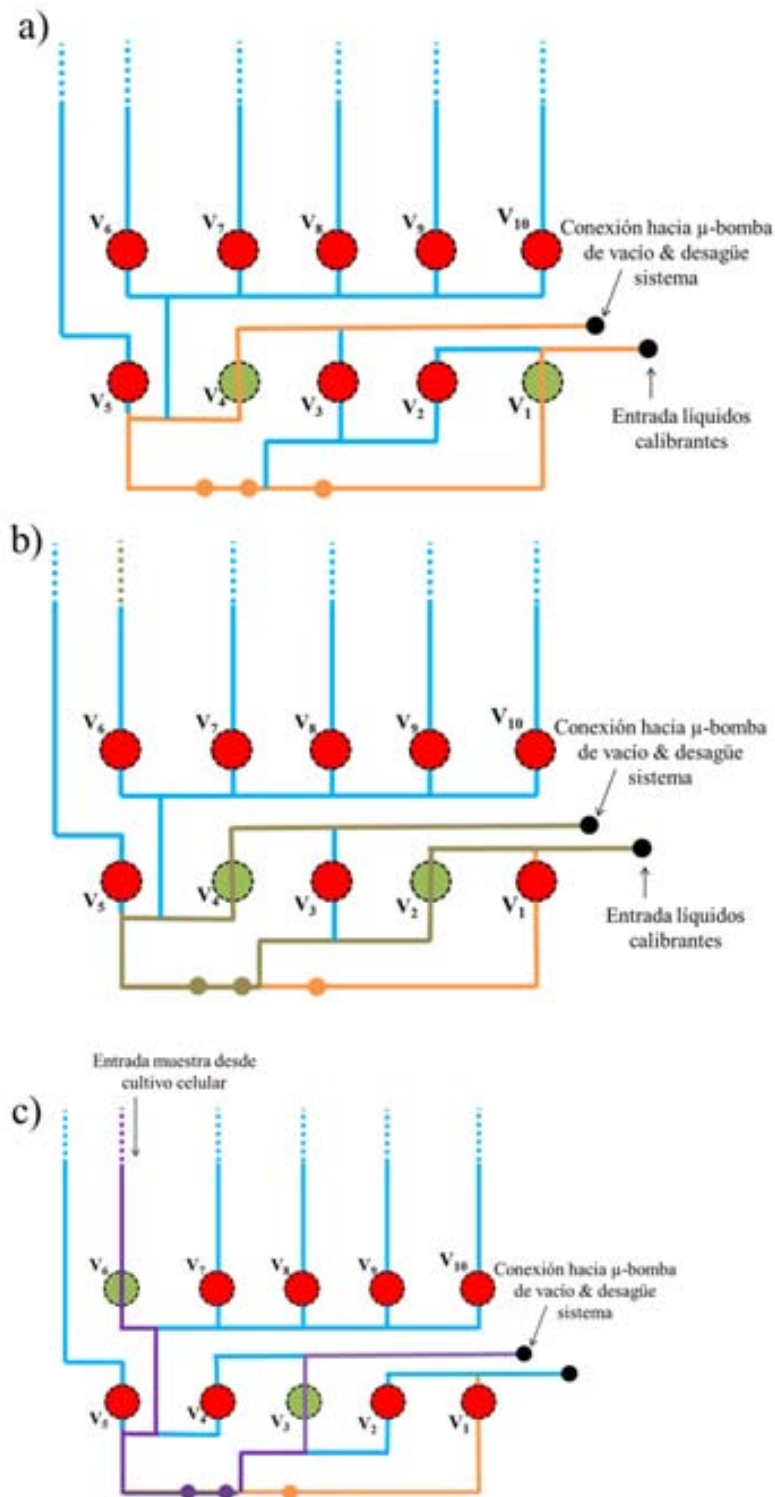 a)
V6
V7
V8
V9
V10
Conexión hacia µ-bomba
de vacío & desagüe
sistema
V5
V4
V3
V2
V1
Entrada líquidos
calibrantes
b)
V6
V7
V8
V9
V10
Conexión hacia µ-bomba
de vacío & desagüe
sistema
V5
V4
V3
V2
V1
Entrada líquidos
calibrantes
Entrada muestra desde
cultivo celular
c)
V6
V7
V8
V9
V10
Conexión hacia µ-bomba
de vacío & desagüe
sistema
V5
V4
V3
V2
V1